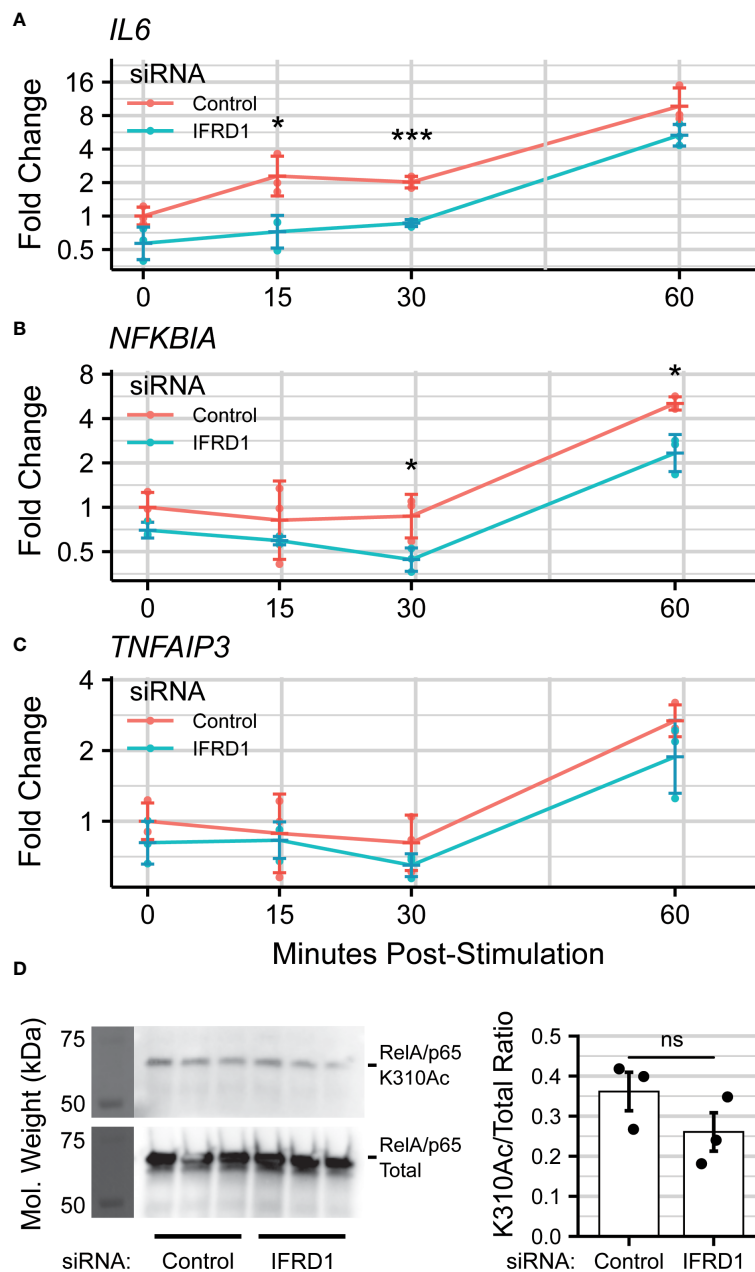 A
IL6
siRNA
Control
IFRD1
*
***
Fold Change
16
8
4
2
1
0.5
0
15
30
60
B
NFKBIA
siRNA
Control
IFRD1
*
*
Fold Change
8
4
2
1
0.5
0
15
30
60
C
TNFAIP3
siRNA
Control
IFRD1
Fold Change
4
2
1
0
15
30
60
Minutes Post-Stimulation
D
Mol. Weight (kDa)
75
50
RelA/p65
K310Ac
75
50
RelA/p65
Total
siRNA:
Control
IFRD1
K310Ac/Total Ratio
0.5
0.4
0.3
0.2
0.1
0.0
ns
siRNA:
Control
IFRD1